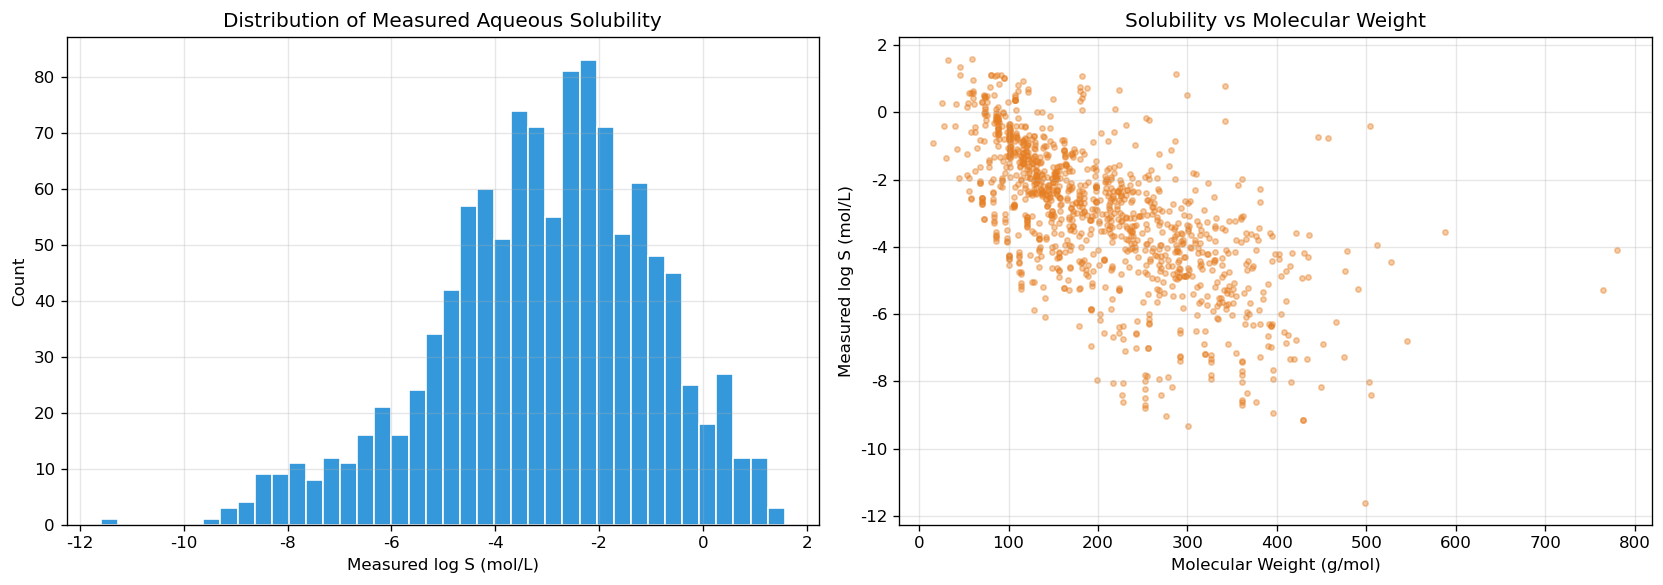 Distribution of Measured Aqueous Solubility
Count
80
70
60
50
40
30
20
10
0
-12 -10 -8 -6 -4 -2 0 2
Measured log S (mol/L)
Solubility vs Molecular Weight
Measured log S (mol/L)
2
0
-2
-4
-6
-8
-10
-12
0 100 200 300 400 500 600 700 800
Molecular Weight (g/mol)